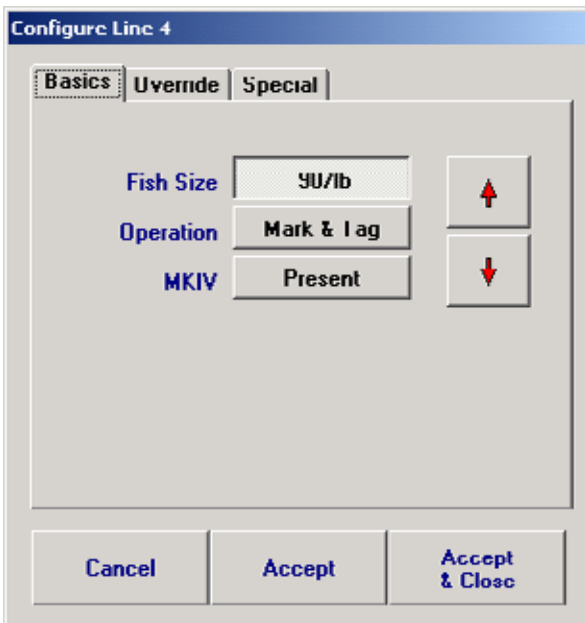 Configure Line 4
Basics Override Special
Fish Size 90/lb
Operation Mark & Tag
MKIV Present
Cancel Accept Accept
& Close